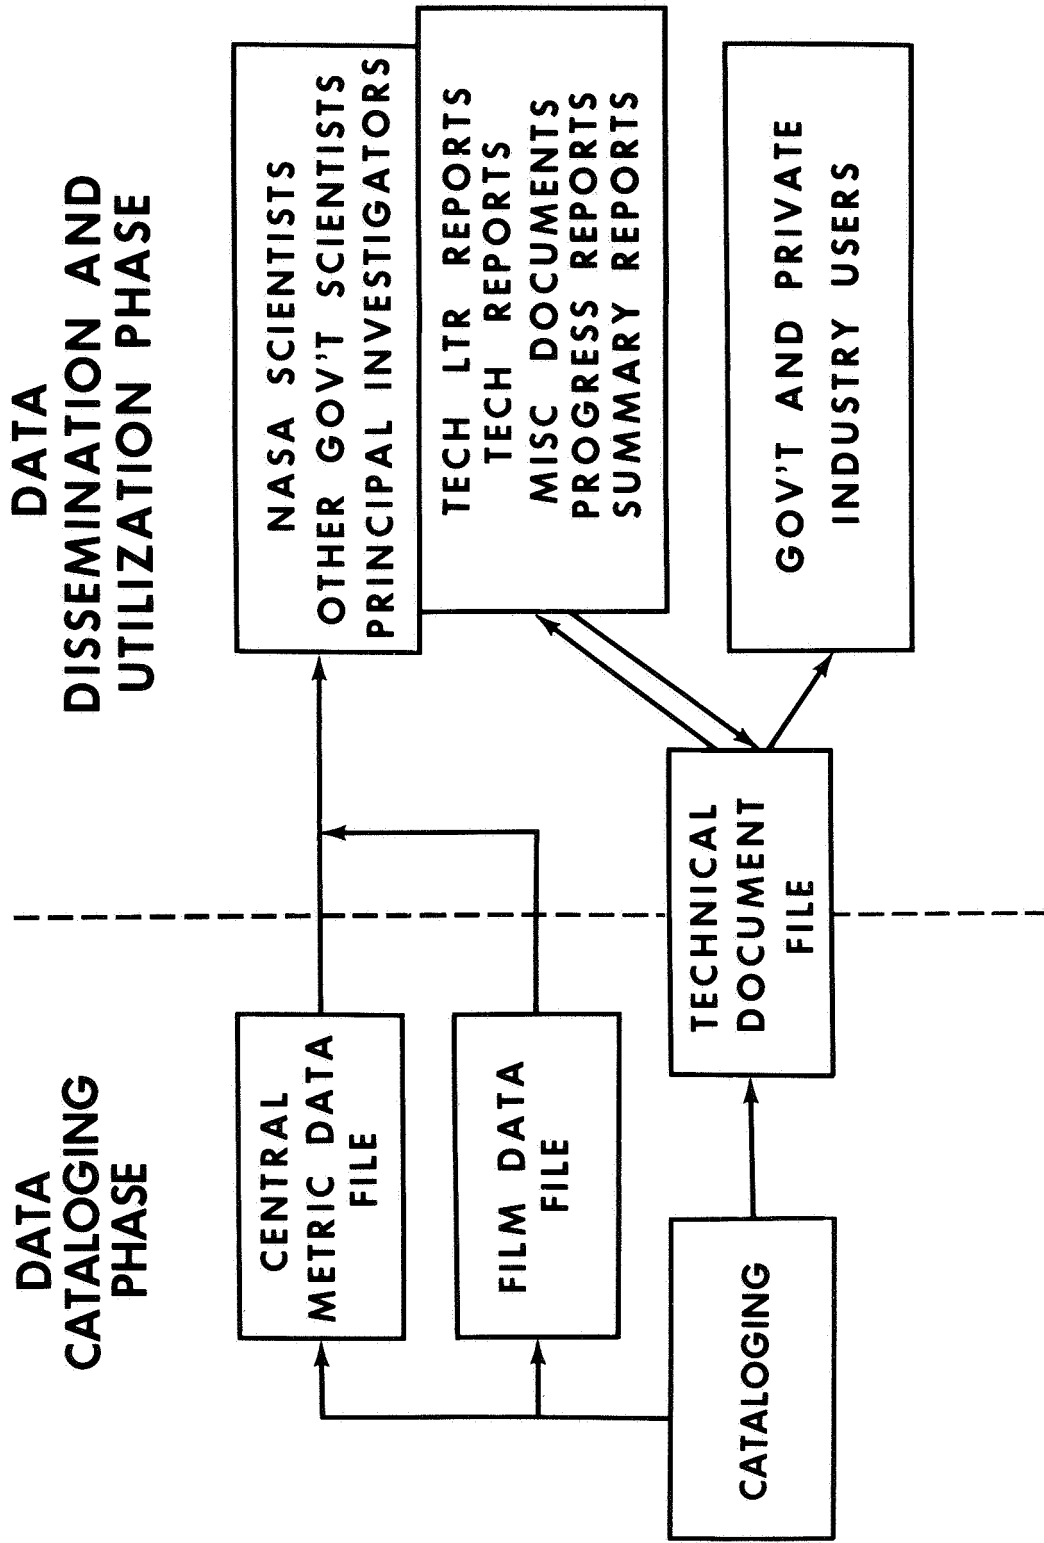 DATA
CATALOGING
PHASE
DATA
DISSEMINATION AND
UTILIZATION PHASE
CENTRAL
METRIC DATA
FILE
FILM DATA
FILE
CATALOGING
TECHNICAL
DOCUMENT
FILE
NASA SCIENTISTS
OTHER GOV'T SCIENTISTS
PRINCIPAL INVESTIGATORS
TECH LTR REPORTS
TECH REPORTS
MISC DOCUMENTS
PROGRESS REPORTS
SUMMARY REPORTS
GOV'T AND PRIVATE
INDUSTRY USERS